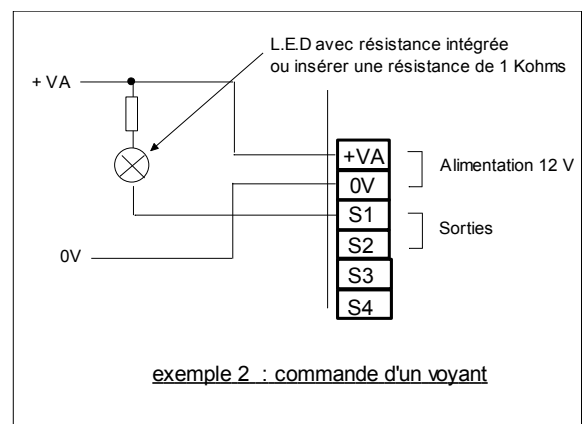 L.E.D avec résistance intégrée
ou insérer une résistance de 1 Kohms
+ VA
+VA
Alimentation 12 V
0V
S1
Sorties
S2
0V
S3
S4
exemple 2 : commande d'un voyant